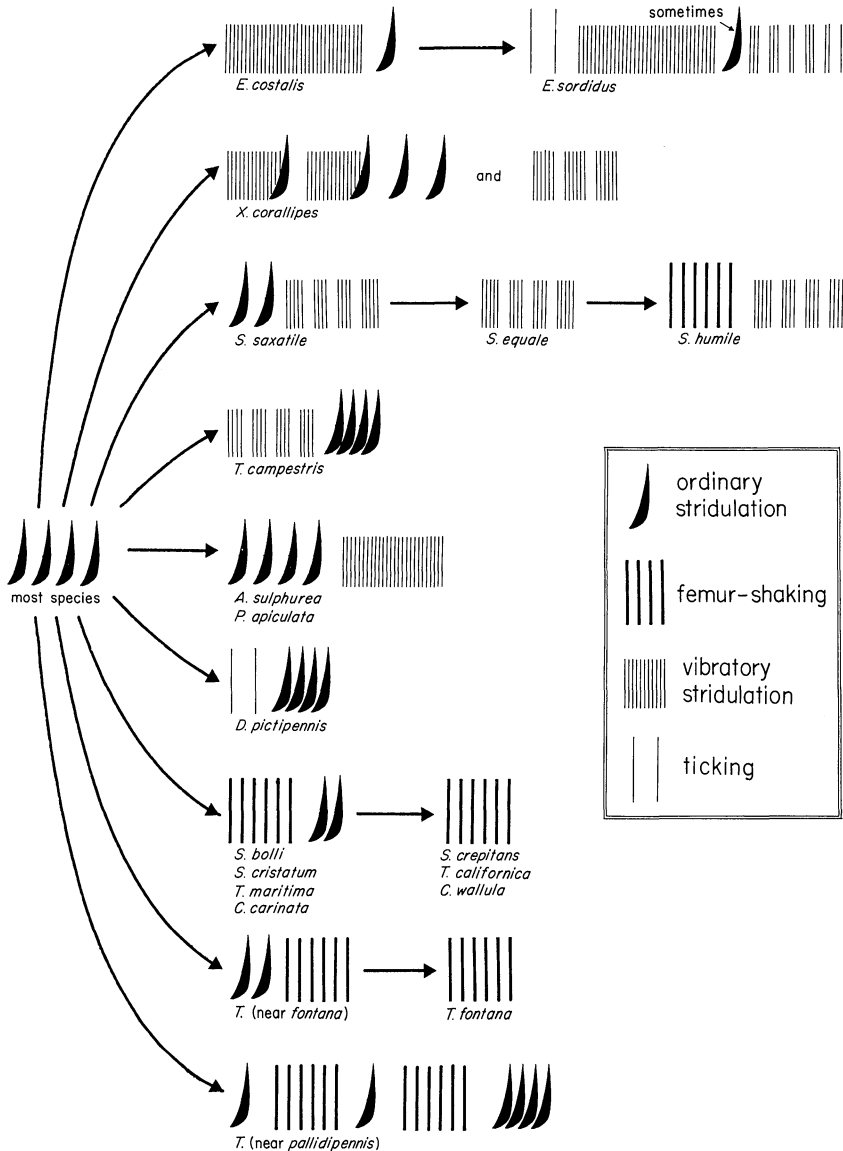 sometimes
E. costalis
E. sordidus
and
X. corallipes
S. saxatile
S. equale
S. humile
T. campestris
most species
A. sulphurea
P. apiculata
D. pictipennis
S. bolli
S. cristatum
T. maritima
C. carinata
S. crepitans
T. californica
C. wallula
T. (near fontana)
T. fontana
T. (near pallidipennis)
ordinary
stridulation
femur-shaking
vibratory
stridulation
ticking